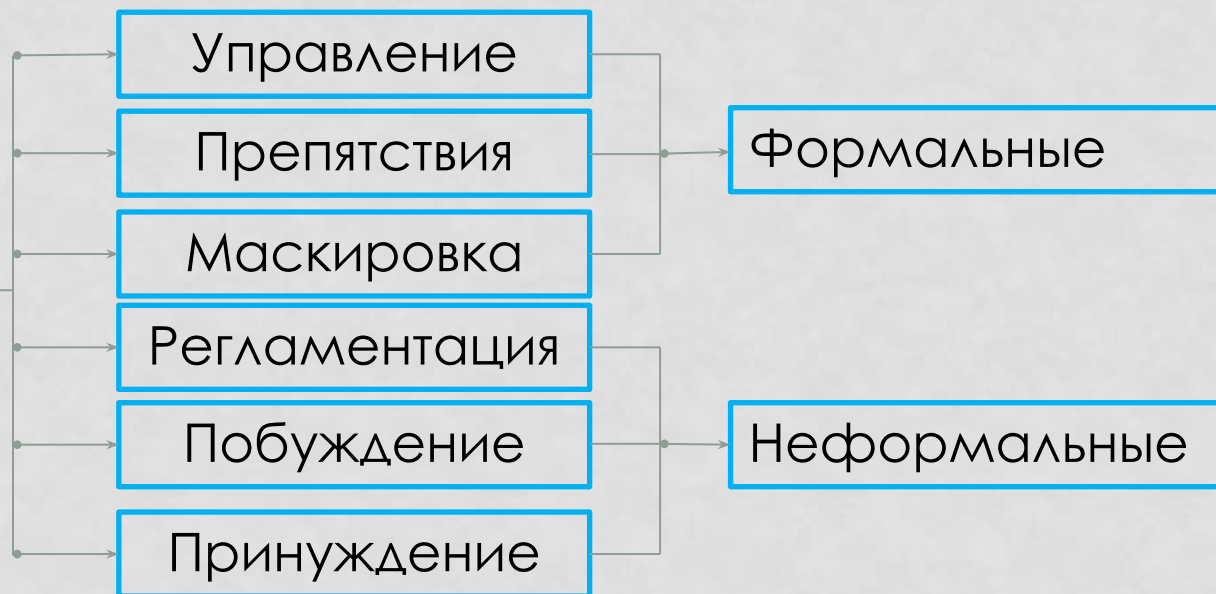 Управление
Препятствия
Маскировка
Регламентация
Побуждение
Принуждение
Формальные
Неформальные